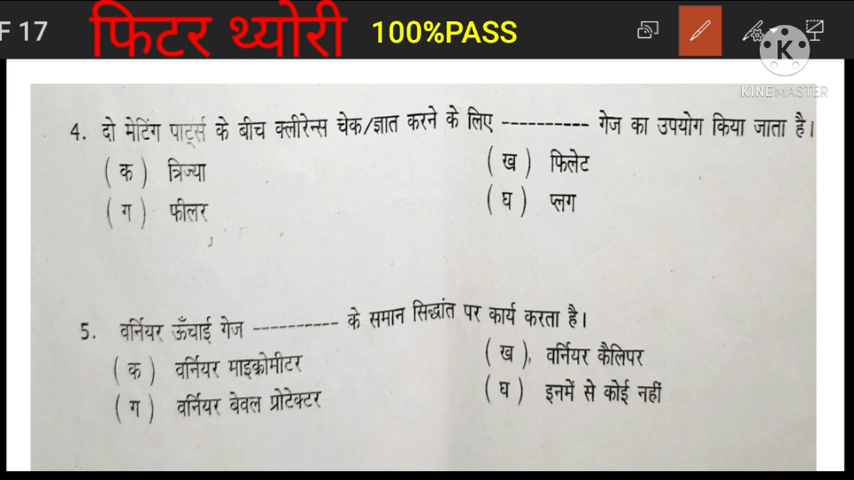 F 17 फिटर थ्योरी 100%PASS
KINEMASTER
4. दो मेटिंग पार्ट्स के बीच क्लीरेन्स चेक/ज्ञात करने के लिए ---------- गेज का उपयोग किया जाता है।
( क ) त्रिज्या ( ख ) फिलेट
( ग ) फीलर ( घ ) प्लग
5. वर्नियर ऊँचाई गेज ---------- के समान सिद्धांत पर कार्य करता है।
( क ) वर्नियर माइक्रोमीटर ( ख ) वर्नियर कैलिपर
( ग ) वर्नियर बेवल प्रोटेक्टर ( घ ) इनमें से कोई नहीं